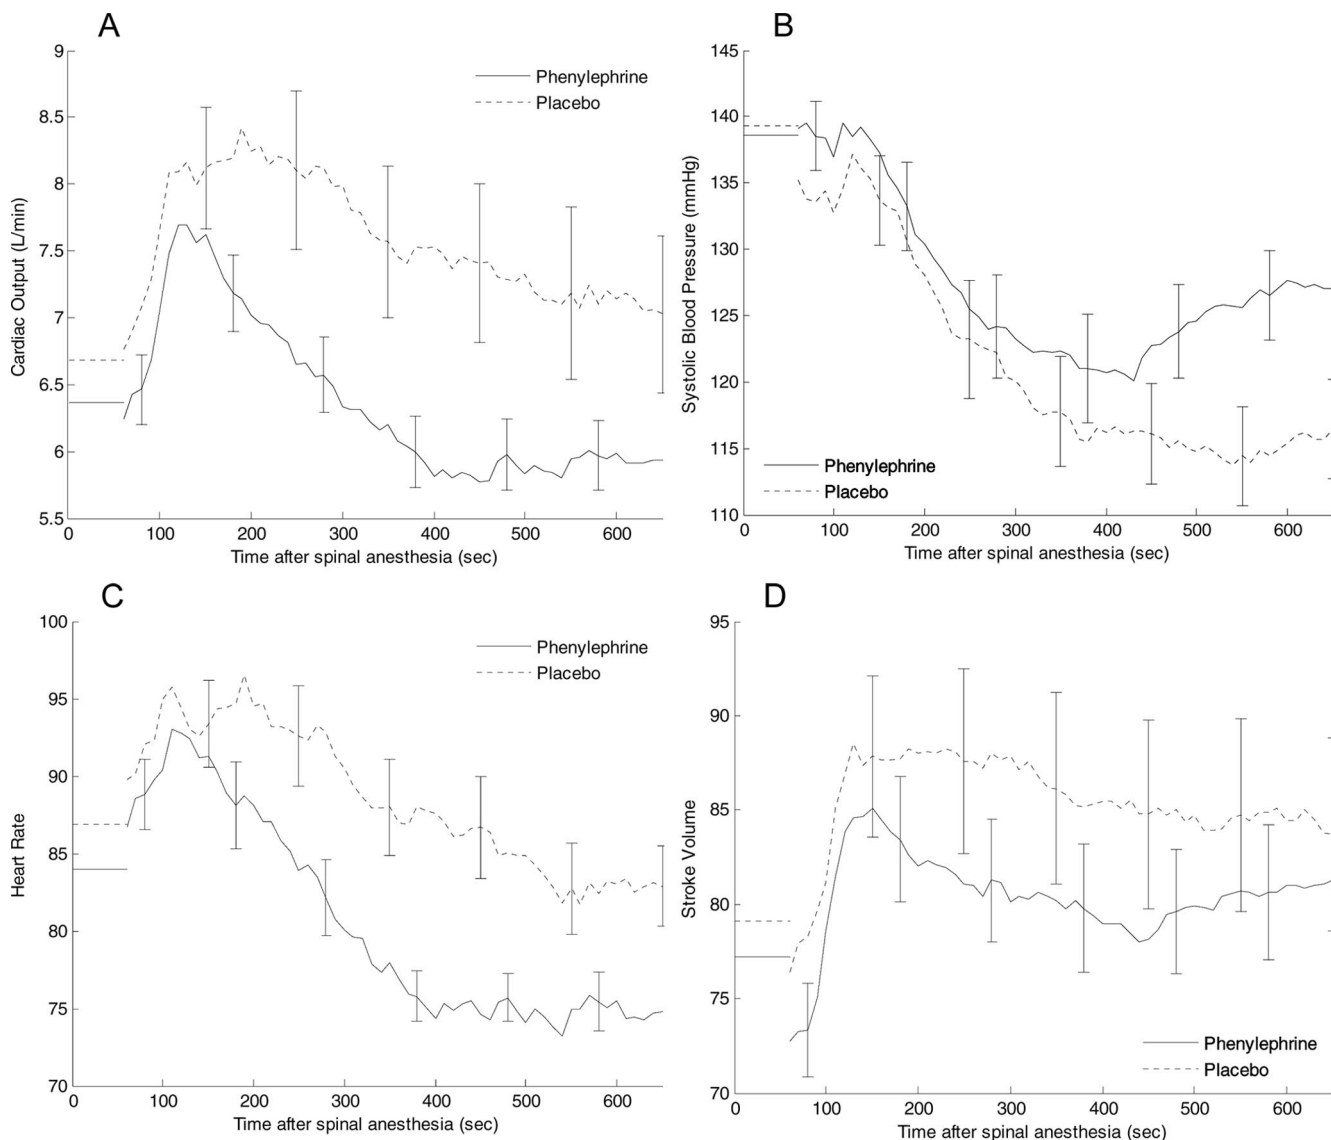 A
9
8.5
8
7.5
7
6.5
6
5.5
Cardiac Output (L/min)
Phenylephrine
Placebo
0 100 200 300 400 500 600
Time after spinal anesthesia (sec)
B
145
140
135
130
125
120
115
110
Systolic Blood Pressure (mmHg)
Phenylephrine
Placebo
0 100 200 300 400 500 600
Time after spinal anesthesia (sec)
C
100
95
90
85
80
75
70
Heart Rate
Phenylephrine
Placebo
0 100 200 300 400 500 600
Time after spinal anesthesia (sec)
D
95
90
85
80
75
70
Stroke Volume
Phenylephrine
Placebo
0 100 200 300 400 500 600
Time after spinal anesthesia (sec)